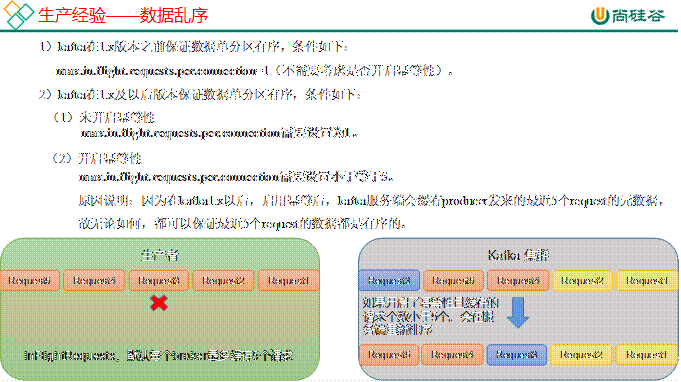 生产经验——数据乱序
尚硅谷
1）kafka在1.x版本之前保证数据单分区有序，条件如下：
max.in.flight.requests.per.connection=1（不需要考虑是否开启幂等性）。
2）kafka在1.x及以后版本保证数据单分区有序，条件如下：
（1）未开启幂等性
max.in.flight.requests.per.connection需要设置为1。
（2）开启幂等性
max.in.flight.requests.per.connection需要设置小于等于5。
原因说明：因为在kafka1.x以后，启用幂等后，kafka服务端会缓存producer发来的最近5个request的元数据，
故无论如何，都可以保证最近5个request的数据都是有序的。
生产者
Request5 Request4 Request3 Request2 Request1
InFlightRequests，默认每个broker最多缓存5个请求
Kafka 集群
Request3 Request5 Request4 Request2 Request1
如果开启了幂等性且缓存的
请求个数小于5个，会在服
务端重新排序
Request5 Request4 Request3 Request2 Request1